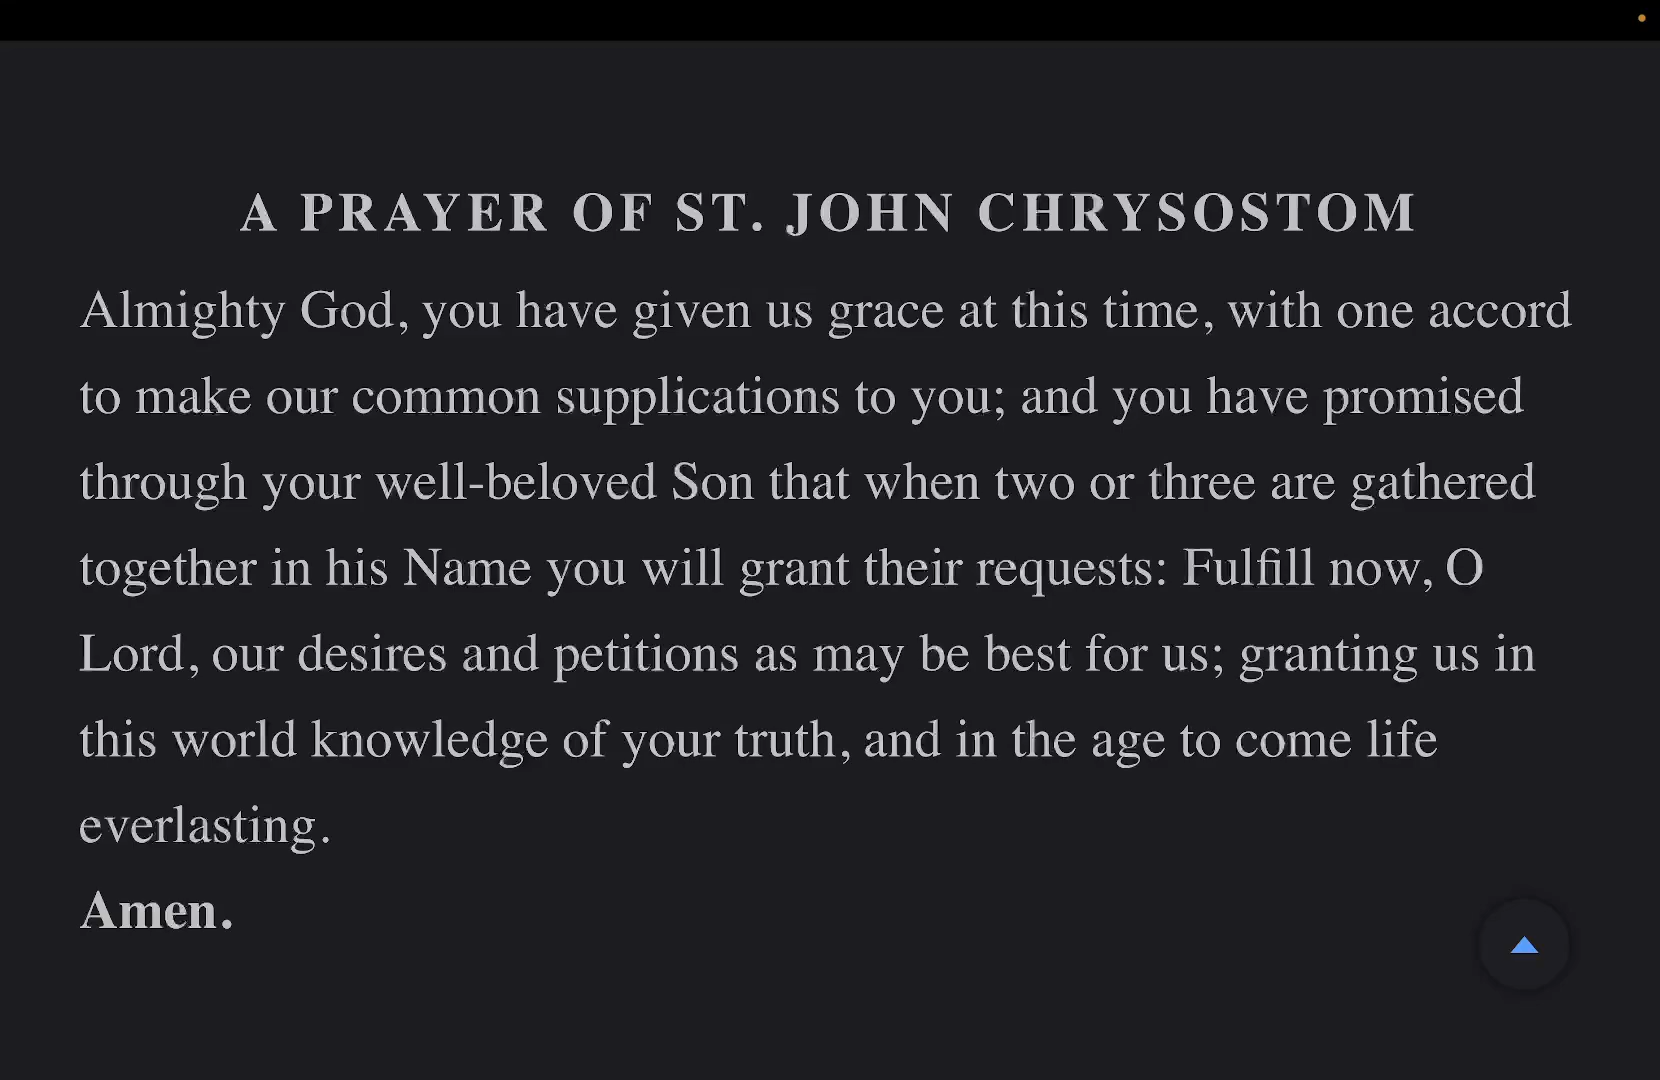 A PRAYER OF ST. JOHN CHRYSOSTOM
Almighty God, you have given us grace at this time, with one accord
to make our common supplications to you; and you have promised
through your well-beloved Son that when two or three are gathered
together in his Name you will grant their requests: Fulfill now, O
Lord, our desires and petitions as may be best for us; granting us in
this world knowledge of your truth, and in the age to come life
everlasting.
Amen.